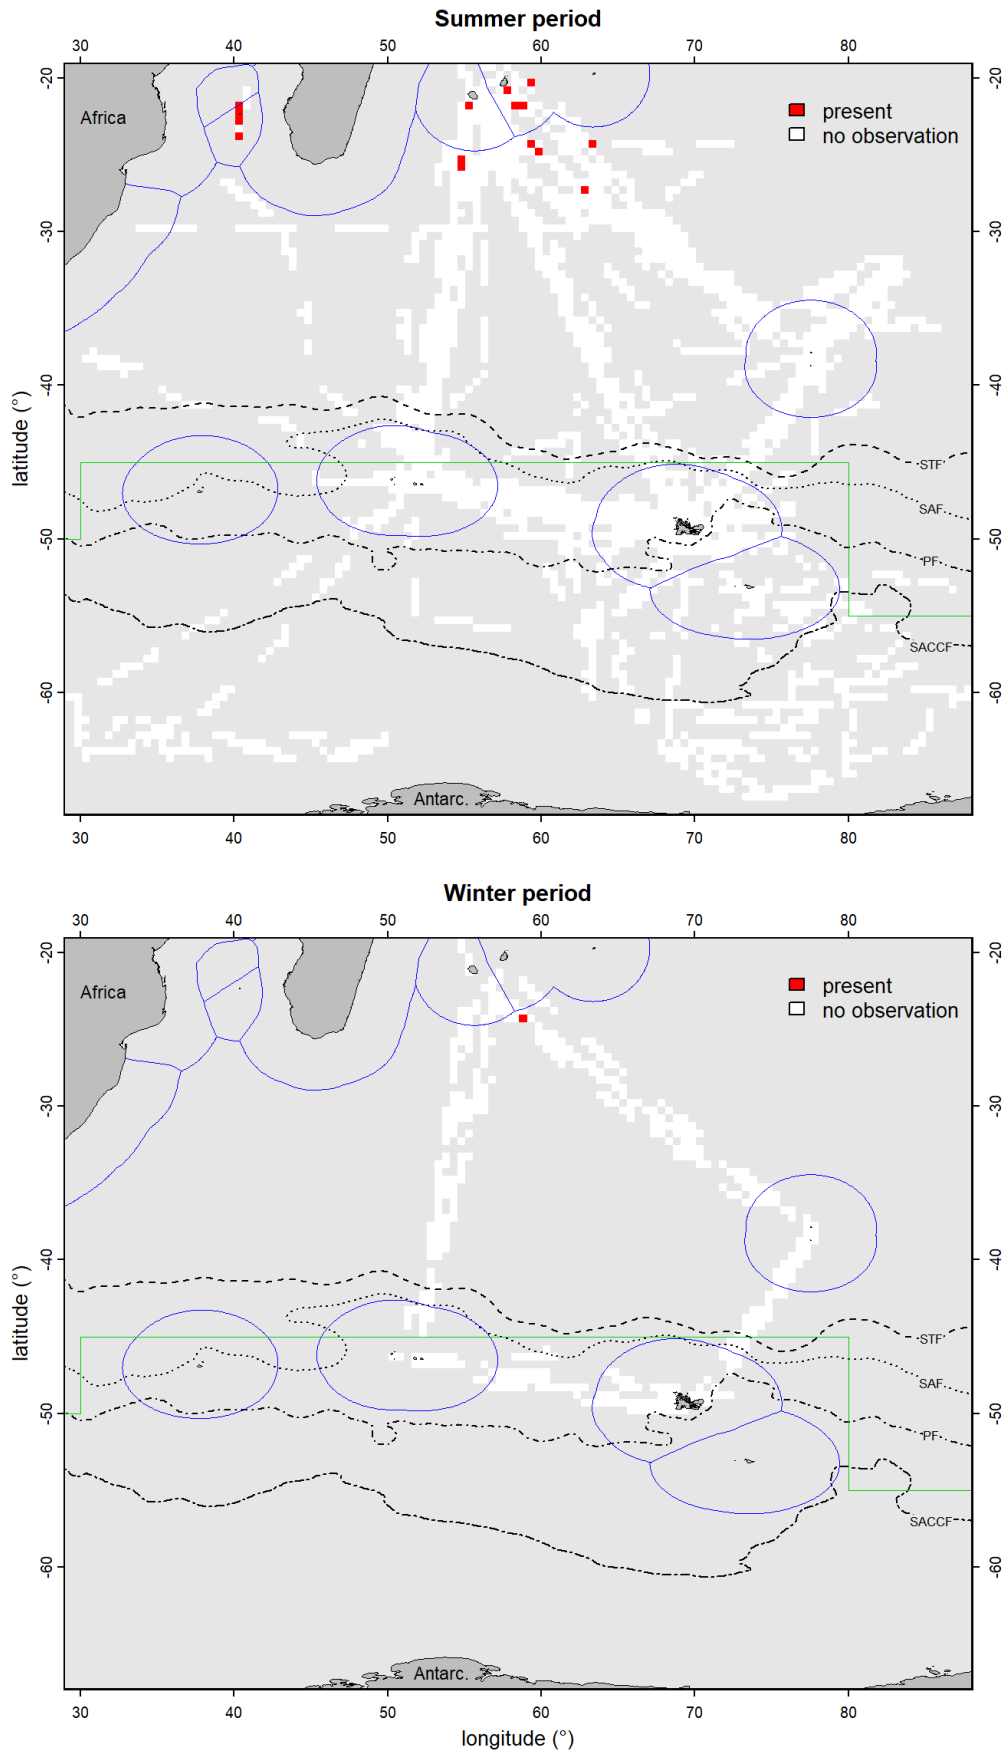 Summer period
30 40 50 60 70 80
-20 -20
Africa
present
no observation
-30 -30
-40 -40
latitude (°)
STF
SAF
-50 -50
PF
SACCF
-60 -60
Antarc.
30 40 50 60 70 80
Winter period
30 40 50 60 70 80
-20 -20
Africa
present
no observation
-30 -30
-40 -40
latitude (°)
STF
SAF
-50 -50
PF
SACCF
-60 -60
Antarc.
30 40 50 60 70 80
longitude (°)